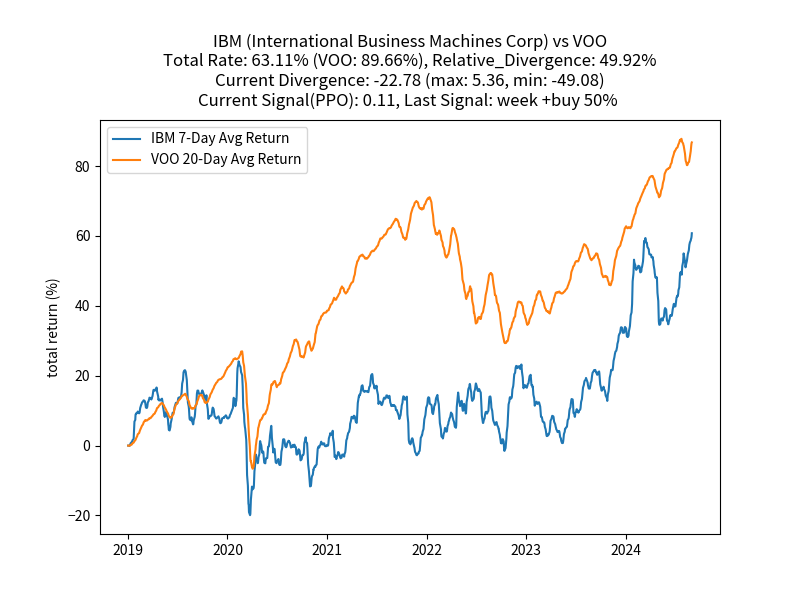 IBM (International Business Machines Corp) vs VOO
Total Rate: 63.11% (VOO: 89.66%), Relative_Divergence: 49.92%
Current Divergence: -22.78 (max: 5.36, min: -49.08)
Current Signal(PPO): 0.11, Last Signal: week +buy 50%
IBM 7-Day Avg Return
VOO 20-Day Avg Return
total return (%)
80
60
40
20
0
−20
2019 2020 2021 2022 2023 2024